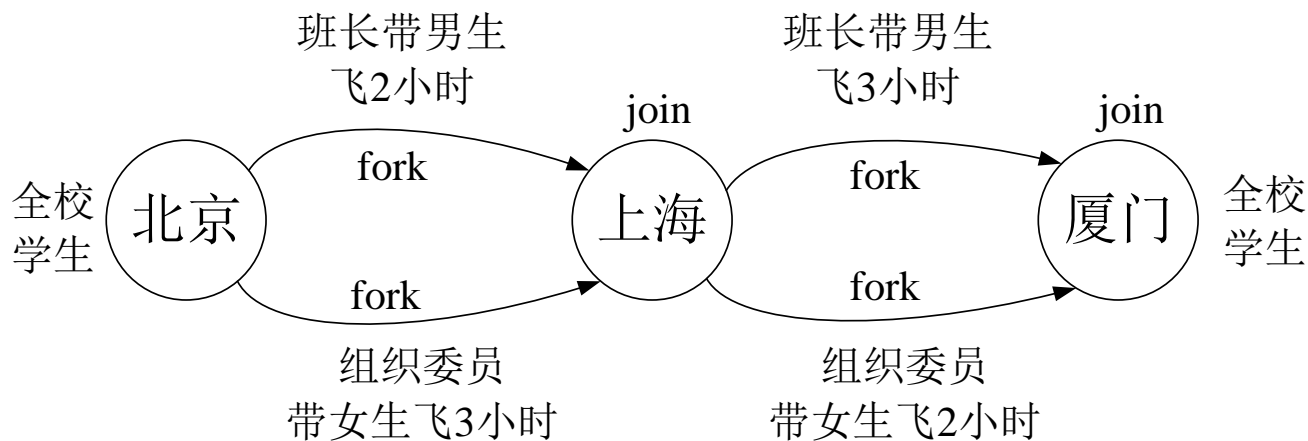 班长带男生
飞2小时
班长带男生
飞3小时
join
join
fork
fork
全校
学生
北京
上海
厦门
全校
学生
fork
fork
组织委员
带女生飞3小时
组织委员
带女生飞2小时